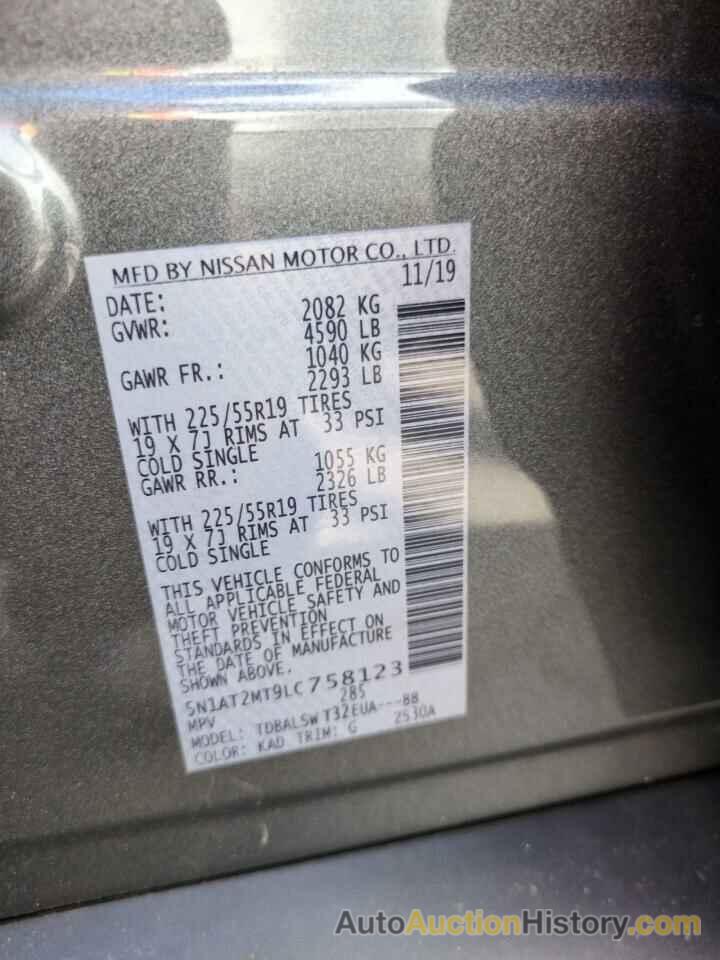 MFD BY NISSAN MOTOR CO., LTD.
DATE: 11/19
GVWR: 2082 KG
4590 LB
GAWR FR.: 1040 KG
2293 LB
WITH 225/55R19 TIRES
19 X 7J RIMS AT 33 PSI
COLD SINGLE
GAWR RR.: 1055 KG
2326 LB
WITH 225/55R19 TIRES
19 X 7J RIMS AT 33 PSI
COLD SINGLE
THIS VEHICLE CONFORMS TO
ALL APPLICABLE FEDERAL
MOTOR VEHICLE SAFETY AND
THEFT PREVENTION
STANDARDS IN EFFECT ON
THE DATE OF MANUFACTURE
SHOWN ABOVE.
5N1AT2MT9LC758123
MPV 285
MODEL: TDBALSW T32EUA---BB
COLOR: KAD TRIM: G 2530A
AutoAuctionHistory.com